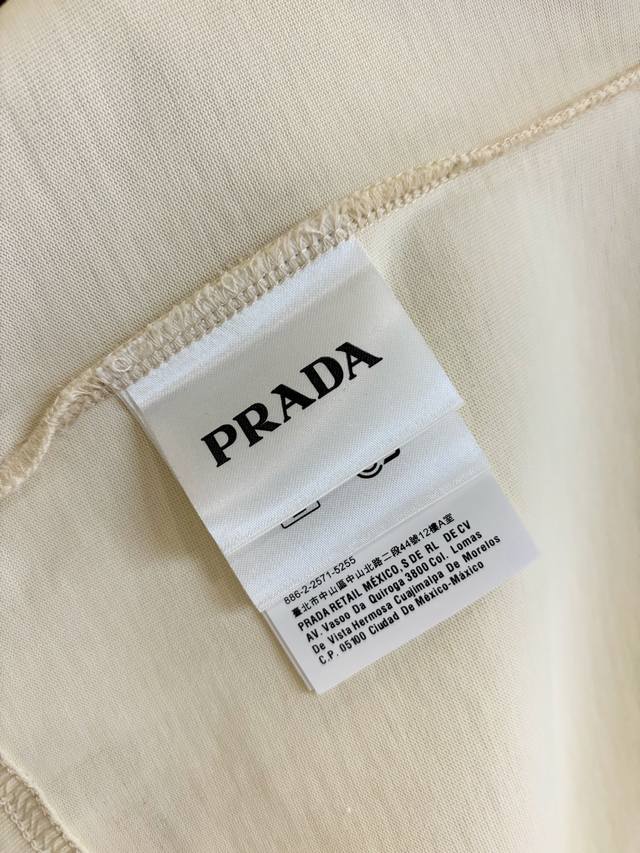 PRADA
886-2-2571-5255
臺北市中山區中山北路二段44號12樓A室
PRADA RETAIL MÉXICO, S DE RL DE CV
AV. Vasoo Da Quiroga 3800 Col. Lomas
De Vista Hermosa Cuajimalpa De Morelos
C.P. 05100 Ciudad De México-México